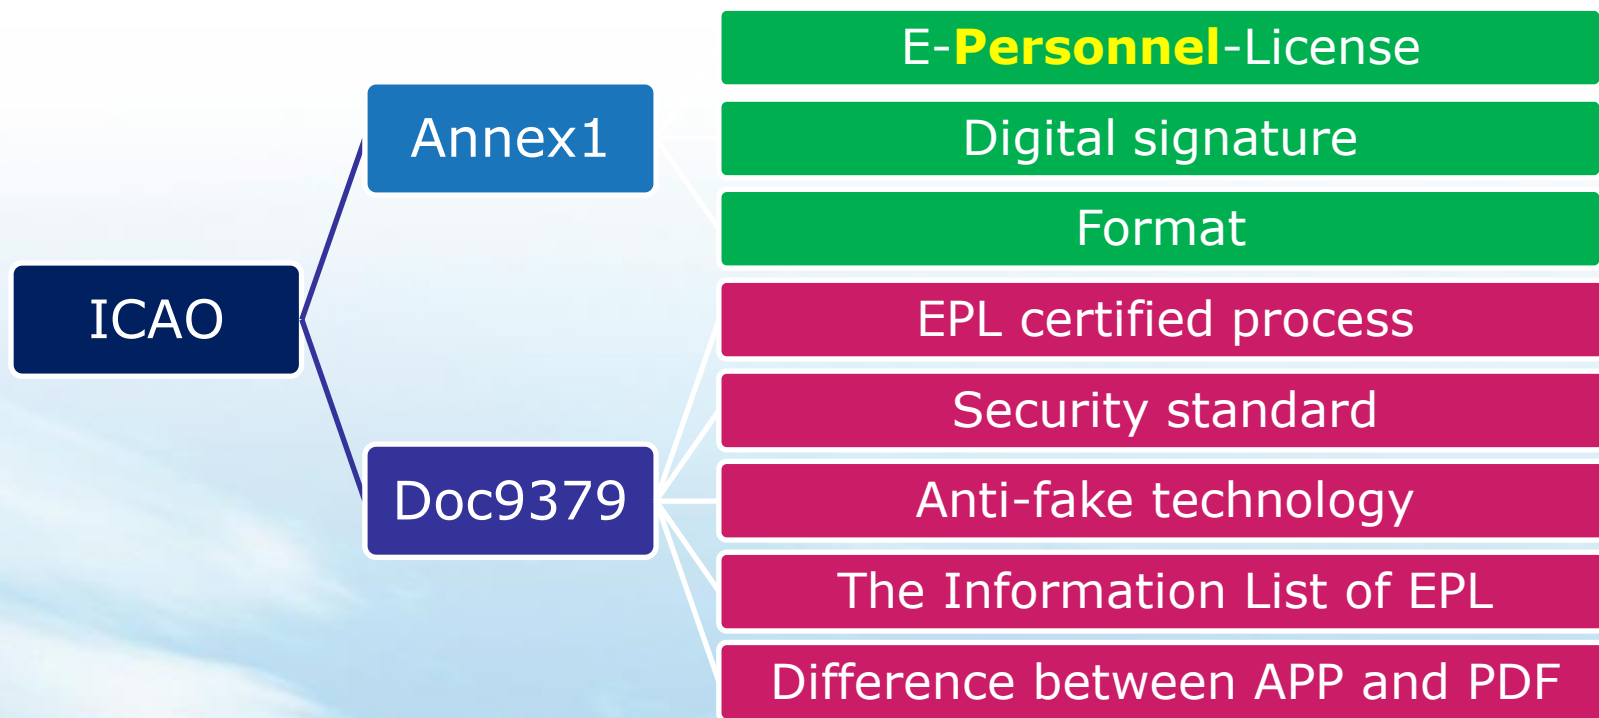 ICAO
Annex1
E-Personnel-License
Digital signature
Format
Doc9379
EPL certified process
Security standard
Anti-fake technology
The Information List of EPL
Difference between APP and PDF